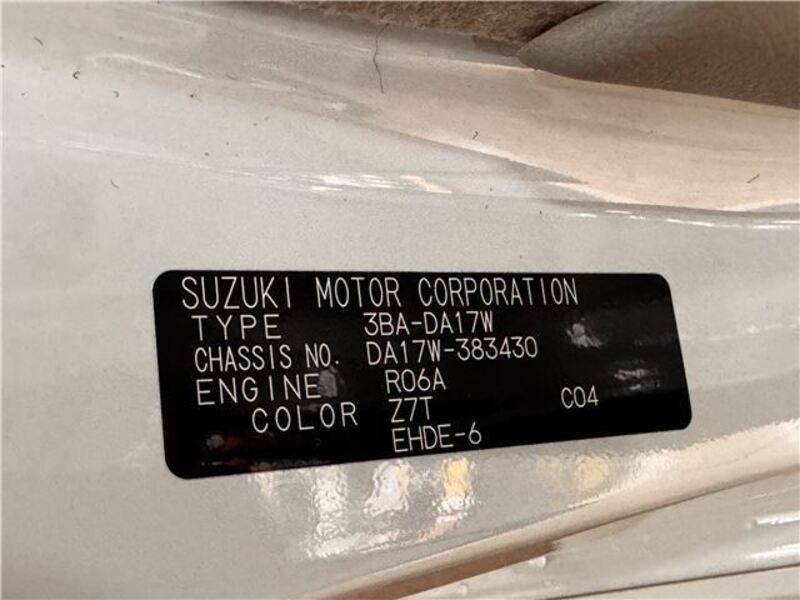 SUZUKI MOTOR CORPORATION
TYPE 3BA-DA17W
CHASSIS NO. DA17W-383430
ENGINE R06A
COLOR Z7T C04
EHDE-6